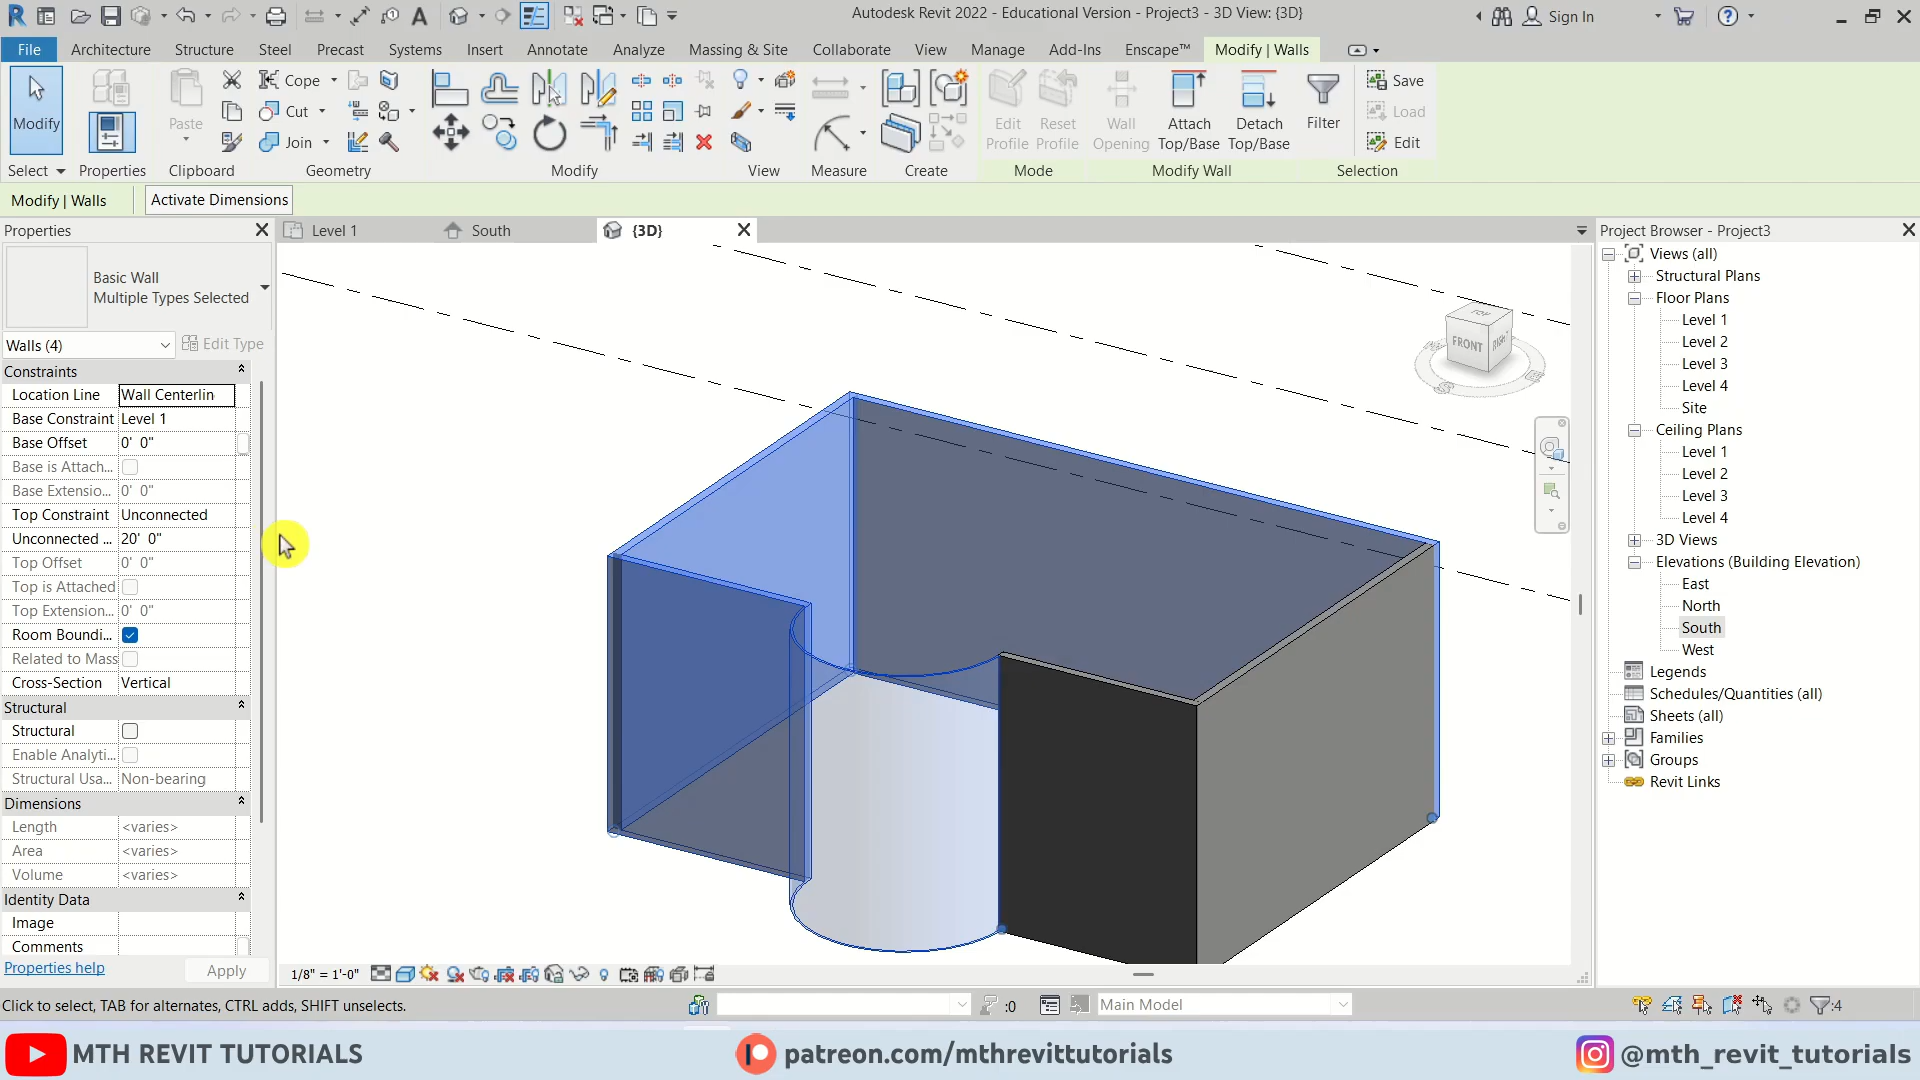 Autodesk Revit 2022 - Educational Version - Project3 - 3D View: {3D}
Sign In
File Architecture Structure Steel Precast Systems Insert Annotate Analyze Massing & Site Collaborate View Manage Add-Ins Enscape™ Modify | Walls
Modify
Paste
Cope
Cut
Join
Edit Profile
Reset Profile
Wall Opening
Attach Top/Base
Detach Top/Base
Filter
Save
Load
Edit
Select Properties Clipboard Geometry Modify View Measure Create Mode Modify Wall Selection
Modify | Walls Activate Dimensions
Properties
Level 1 South {3D}
Project Browser - Project3
Basic Wall
Multiple Types Selected
Walls (4) Edit Type
Constraints
Location Line Wall Centerlin
Base Constraint Level 1
Base Offset 0' 0"
Base is Attach...
Base Extensio... 0' 0"
Top Constraint Unconnected
Unconnected ... 20' 0"
Top Offset 0' 0"
Top is Attached
Top Extension... 0' 0"
Room Boundi...
Related to Mass
Cross-Section Vertical
Structural
Structural
Enable Analyti...
Structural Usa... Non-bearing
Dimensions
Length <varies>
Area <varies>
Volume <varies>
Identity Data
Image
Comments
Properties help Apply
TOP
FRONT
RIGHT
S
E
Views (all)
Structural Plans
Floor Plans
Level 1
Level 2
Level 3
Level 4
Site
Ceiling Plans
Level 1
Level 2
Level 3
Level 4
3D Views
Elevations (Building Elevation)
East
North
South
West
Legends
Schedules/Quantities (all)
Sheets (all)
Families
Groups
Revit Links
1/8" = 1'-0"
Click to select, TAB for alternates, CTRL adds, SHIFT unselects.
:0
Main Model
:4
MTH REVIT TUTORIALS
patreon.com/mthrevittutorials
@mth_revit_tutorials